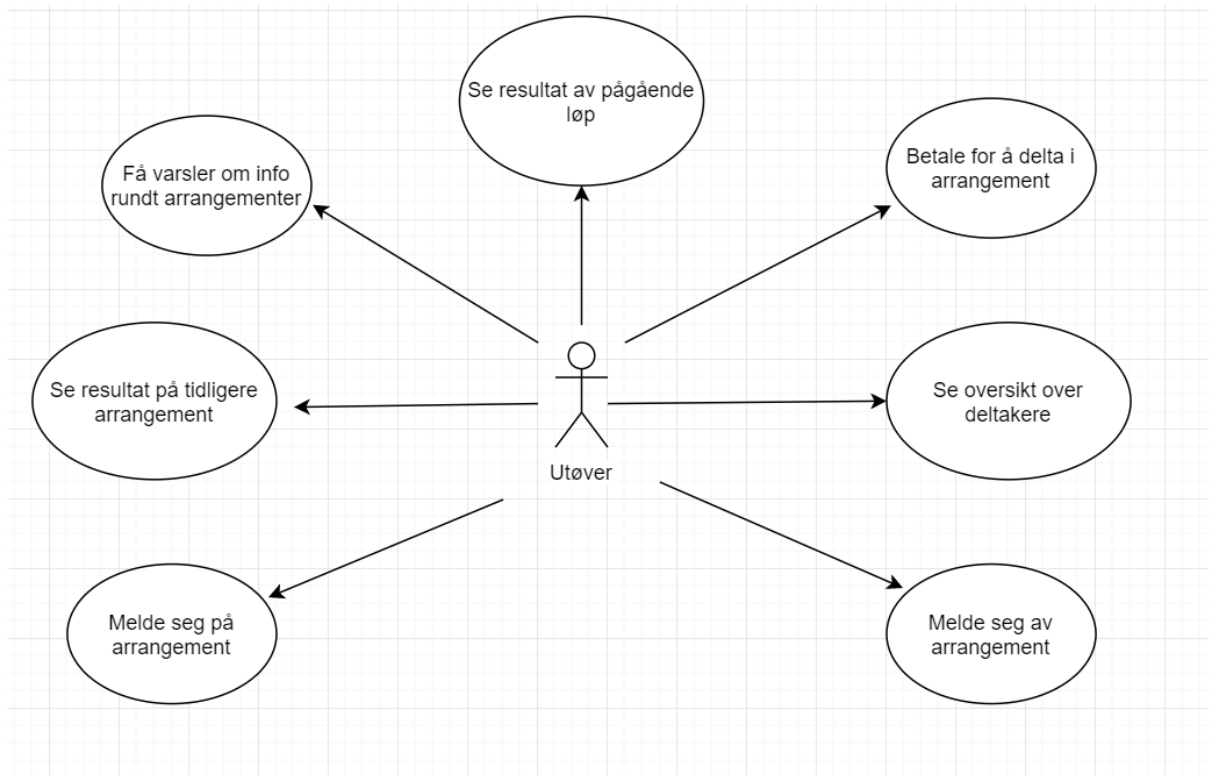 Se resultat av pågående
løp
Få varsler om info
rundt arrangementer
Betale for å delta i
arrangement
Se resultat på tidligere
arrangement
Se oversikt over
deltakere
Utøver
Melde seg på
arrangement
Melde seg av
arrangement